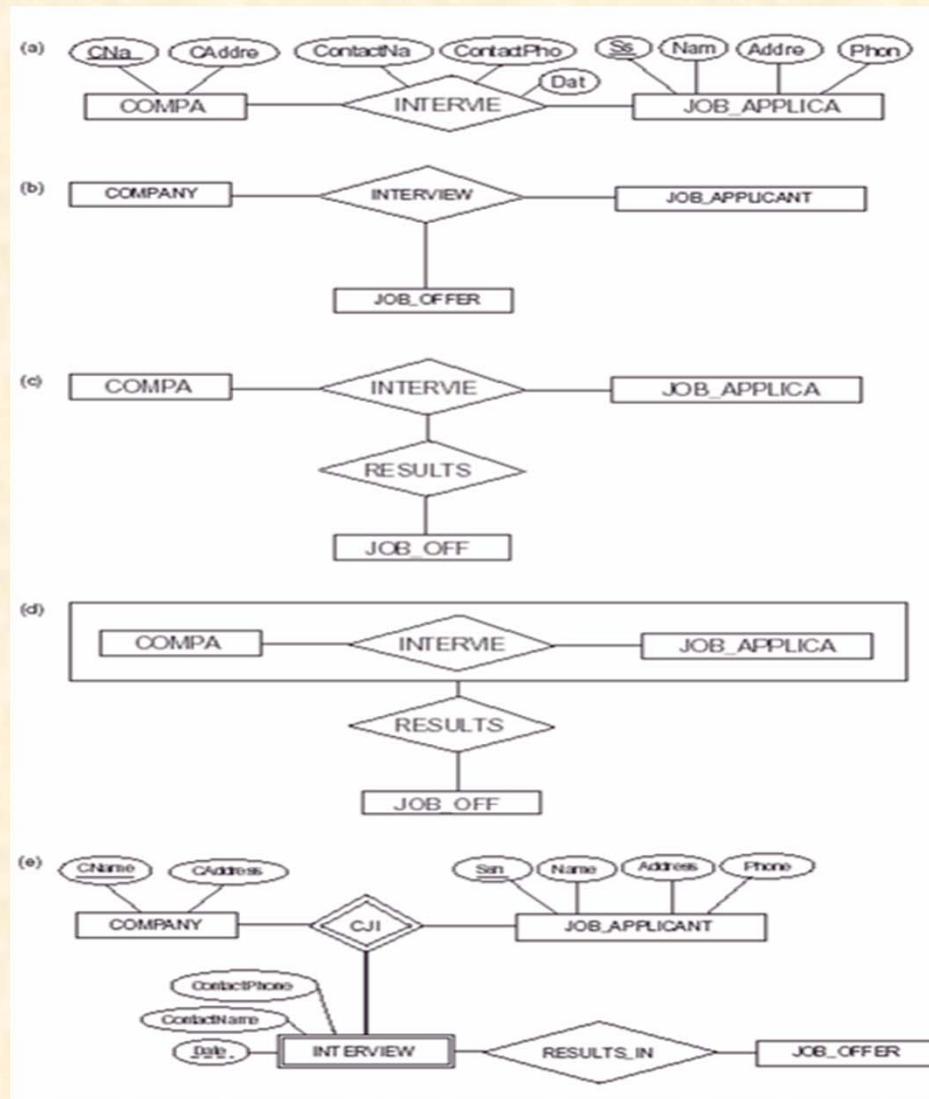 (a) CNa CAddre ContactNa ContactPho Ss Nam Addre Phon
Dat
COMPA INTERVIE JOB_APPLICA
(b) COMPANY INTERVIEW JOB_APPLICANT
JOB_OFFER
(c) COMPA INTERVIE JOB_APPLICA
RESULTS
JOB_OFF
(d)
COMPA INTERVIE JOB_APPLICA
RESULTS
JOB_OFF
(e) CName CAddress Ssn Name Address Phone
COMPANY CJI JOB_APPLICANT
ContactPhone
ContactName
Date
INTERVIEW RESULTS_IN JOB_OFFER